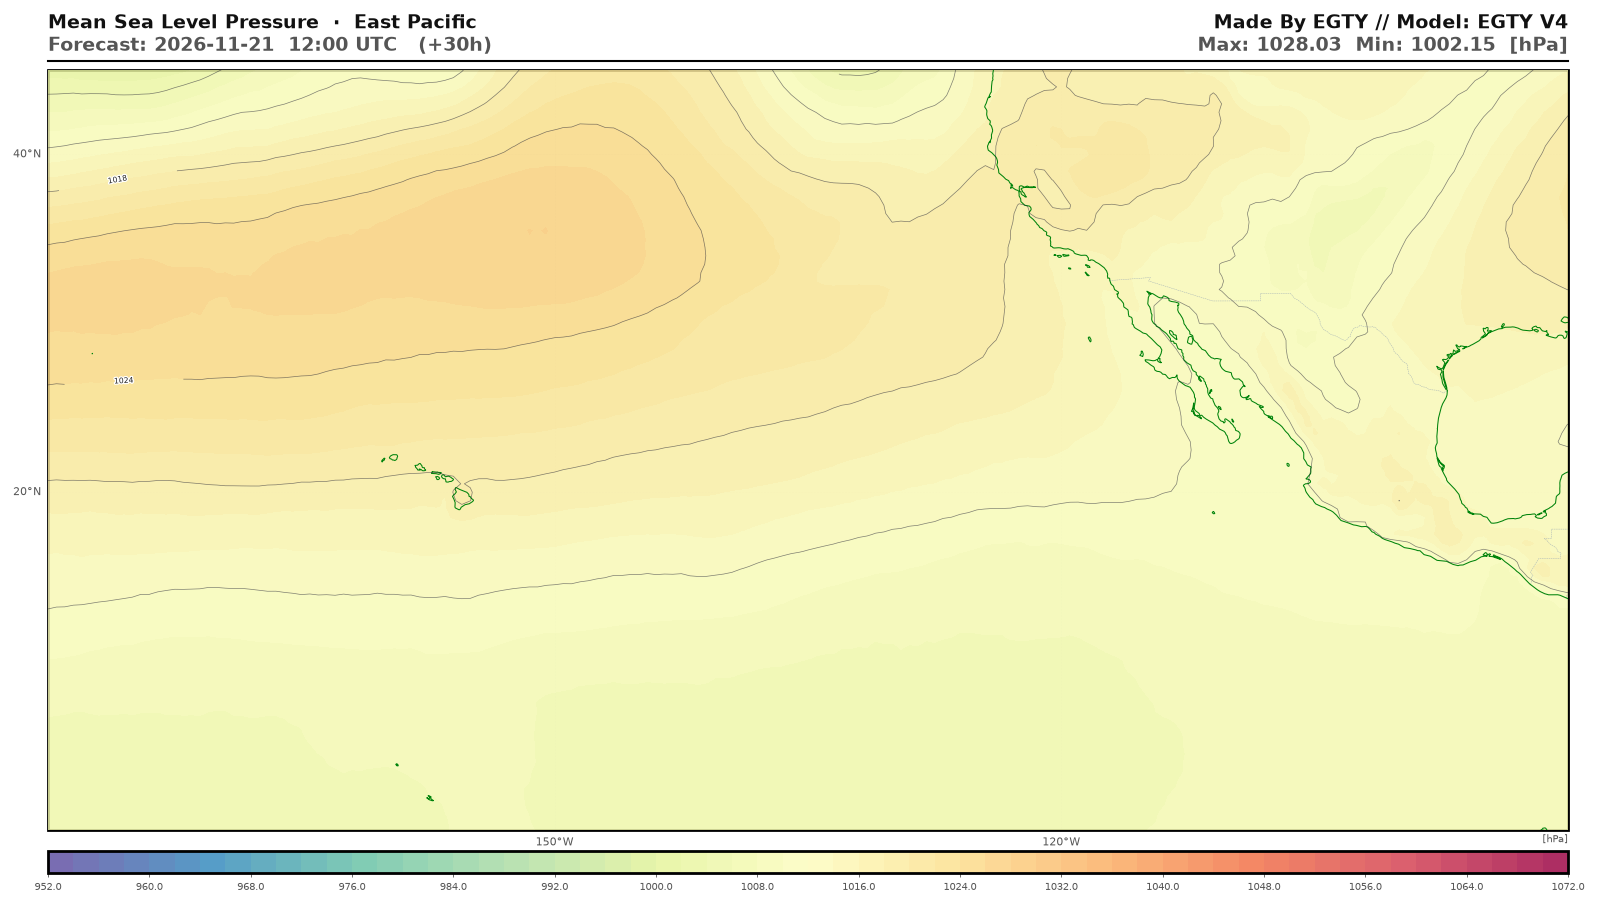 Mean Sea Level Pressure · East Pacific
Made By EGTY // Model: EGTY V4
Forecast: 2026-11-21 12:00 UTC (+30h)
Max: 1028.03 Min: 1002.15 [hPa]
40°N
1018
1024
20°N
150°W
120°W
[hPa]
952.0 960.0 968.0 976.0 984.0 992.0 1000.0 1008.0 1016.0 1024.0 1032.0 1040.0 1048.0 1056.0 1064.0 1072.0